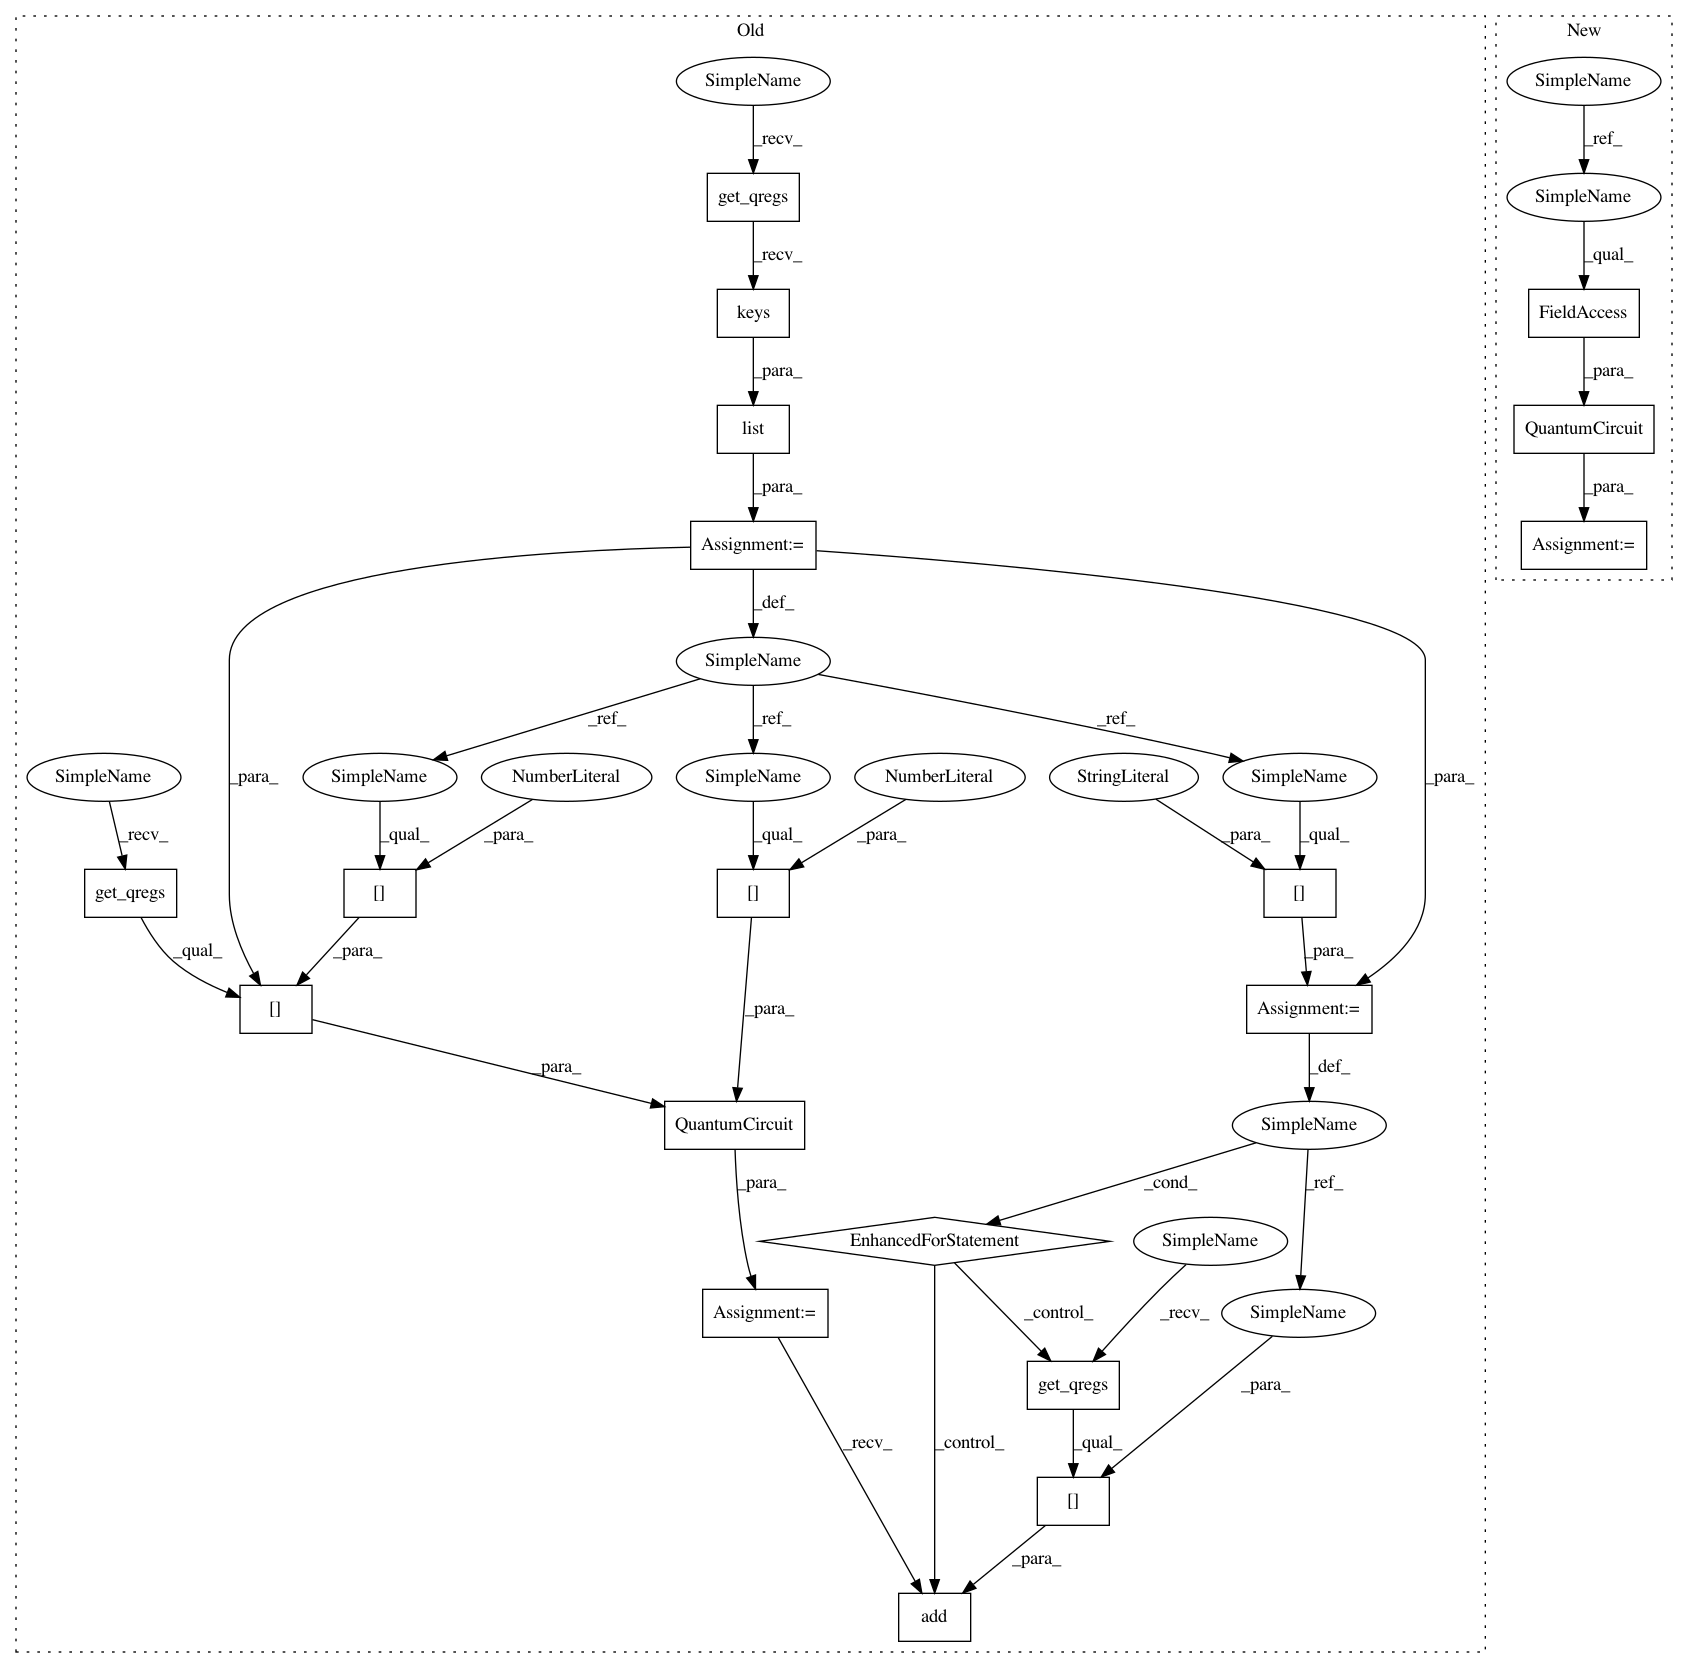 Old
New
SimpleName
SimpleName
_recv_
_ref_
get_qregs
SimpleName
_recv_
_qual_
keys
FieldAccess
_para_
_para_
list
QuantumCircuit
_para_
_para_
Assignment:=
Assignment:=
_def_
SimpleName
_ref_
_ref_
_ref_
SimpleName
_para_
SimpleName
NumberLiteral
SimpleName
NumberLiteral
StringLiteral
SimpleName
_para_
_recv_
_qual_
_para_
_qual_
_para_
_para_
_qual_
get_qregs
[]
[]
[]
_qual_
_para_
_para_
[]
_para_
Assignment:=
_para_
_def_
QuantumCircuit
SimpleName
_para_
_cond_
_ref_
EnhancedForStatement
SimpleName
Assignment:=
_control_
_recv_
SimpleName
get_qregs
_para_
_recv_
_control_
_qual_
[]
_para_
add